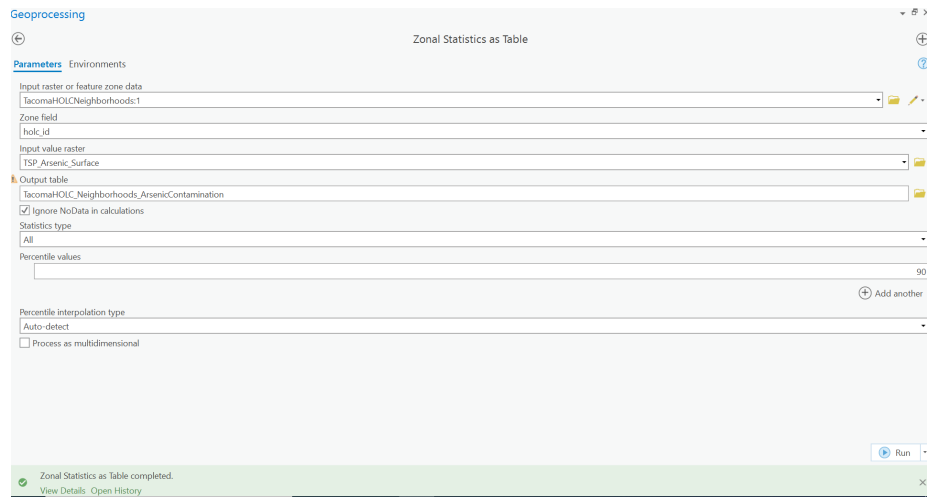 Geoprocessing
Zonal Statistics as Table
Parameters Environments
Input raster or feature zone data
TacomaHOLCNeighborhoods:1
Zone field
holc_id
Input value raster
TSP_Arsenic_Surface
Output table
TacomaHOLC_Neighborhoods_ArsenicContamination
Ignore NoData in calculations
Statistics type
All
Percentile values
90
Add another
Percentile interpolation type
Auto-detect
Process as multidimensional
Run
Zonal Statistics as Table completed.
View Details Open History